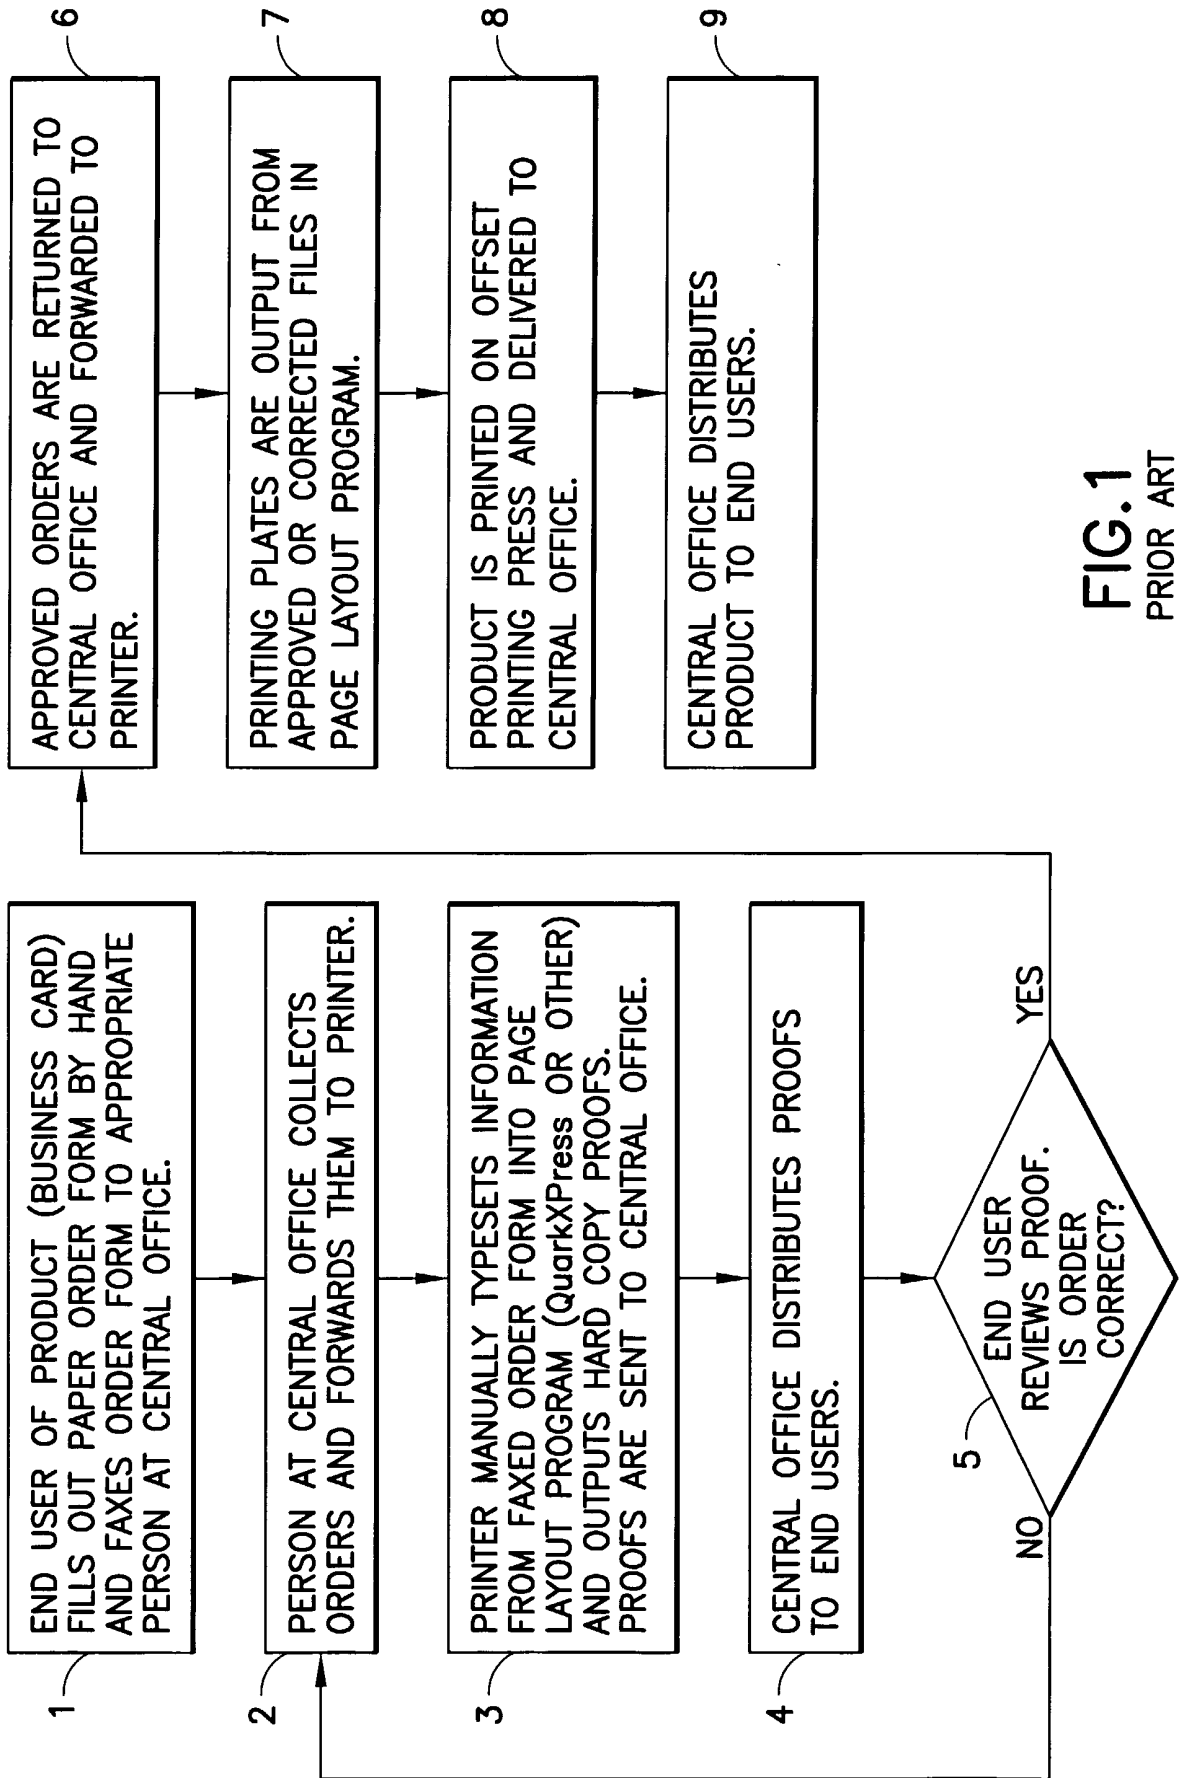 1
END USER OF PRODUCT (BUSINESS CARD)
FILLS OUT PAPER ORDER FORM BY HAND
AND FAXES ORDER FORM TO APPROPRIATE
PERSON AT CENTRAL OFFICE.
2
PERSON AT CENTRAL OFFICE COLLECTS
ORDERS AND FORWARDS THEM TO PRINTER.
3
PRINTER MANUALLY TYPESETS INFORMATION
FROM FAXED ORDER FORM INTO PAGE
LAYOUT PROGRAM (QuarkXPress OR OTHER)
AND OUTPUTS HARD COPY PROOFS.
PROOFS ARE SENT TO CENTRAL OFFICE.
4
CENTRAL OFFICE DISTRIBUTES PROOFS
TO END USERS.
5
END USER
REVIEWS PROOF.
IS ORDER
CORRECT?
NO
YES
6
APPROVED ORDERS ARE RETURNED TO
CENTRAL OFFICE AND FORWARDED TO
PRINTER.
7
PRINTING PLATES ARE OUTPUT FROM
APPROVED OR CORRECTED FILES IN
PAGE LAYOUT PROGRAM.
8
PRODUCT IS PRINTED ON OFFSET
PRINTING PRESS AND DELIVERED TO
CENTRAL OFFICE.
9
CENTRAL OFFICE DISTRIBUTES
PRODUCT TO END USERS.
FIG.1
PRIOR ART